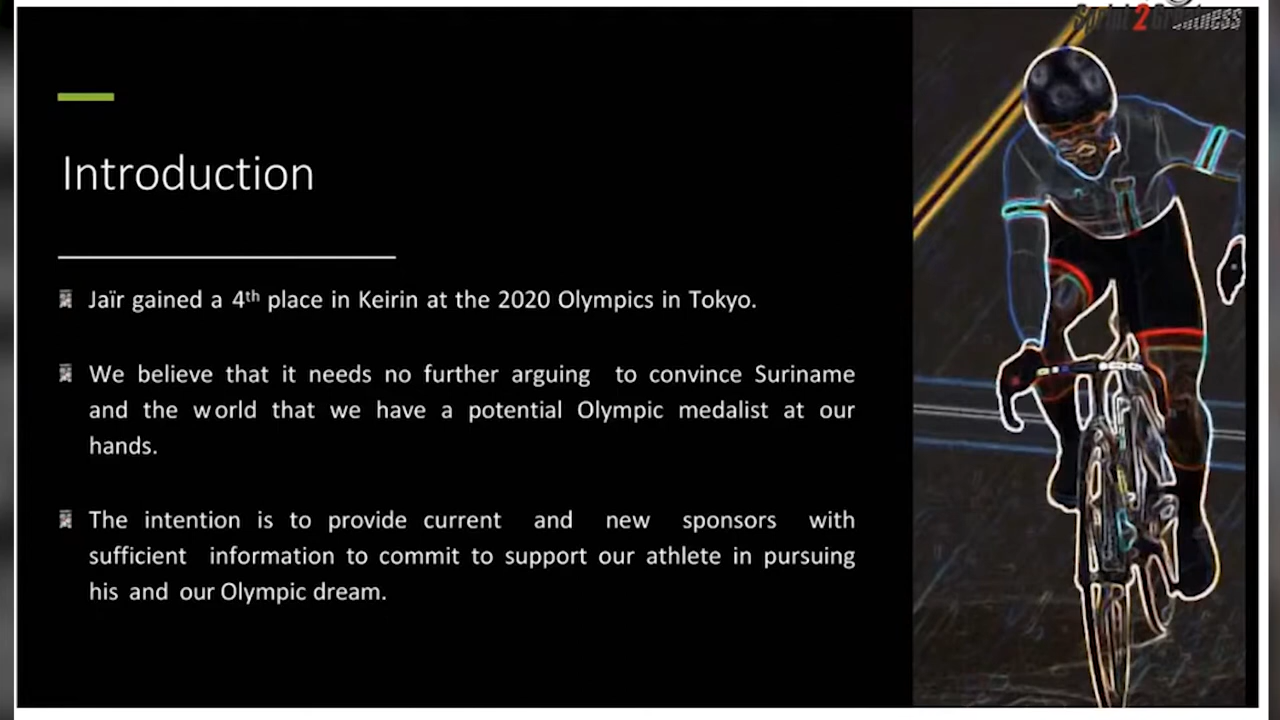 Sprint 2 Greatness
Introduction
Jaïr gained a 4th place in Keirin at the 2020 Olympics in Tokyo.
We believe that it needs no further arguing to convince Suriname
and the world that we have a potential Olympic medalist at our
hands.
The intention is to provide current and new sponsors with
sufficient information to commit to support our athlete in pursuing
his and our Olympic dream.